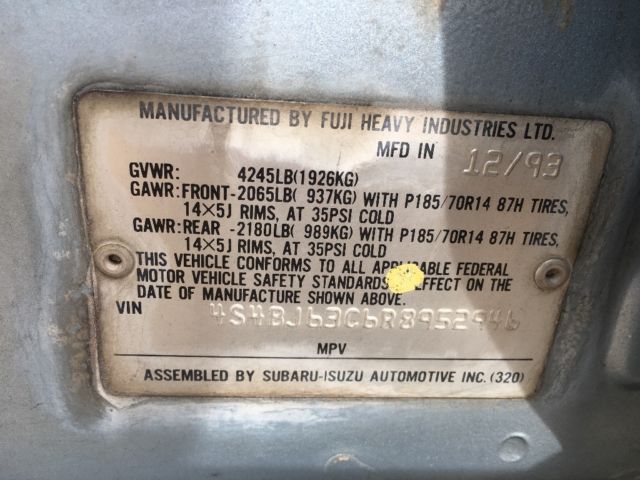 MANUFACTURED BY FUJI HEAVY INDUSTRIES LTD.
MFD IN 12/93
GVWR: 4245LB(1926KG)
GAWR:FRONT-2065LB( 937KG) WITH P185/70R14 87H TIRES,
14×5J RIMS, AT 35PSI COLD
GAWR:REAR -2180LB( 989KG) WITH P185/70R14 87H TIRES,
14×5J RIMS, AT 35PSI COLD
THIS VEHICLE CONFORMS TO ALL APPLICABLE FEDERAL
MOTOR VEHICLE SAFETY STANDARDS IN EFFECT ON THE
DATE OF MANUFACTURE SHOWN ABOVE.
VIN 4S4BJ63C6R8952946
MPV
ASSEMBLED BY SUBARU-ISUZU AUTOMOTIVE INC.(320)